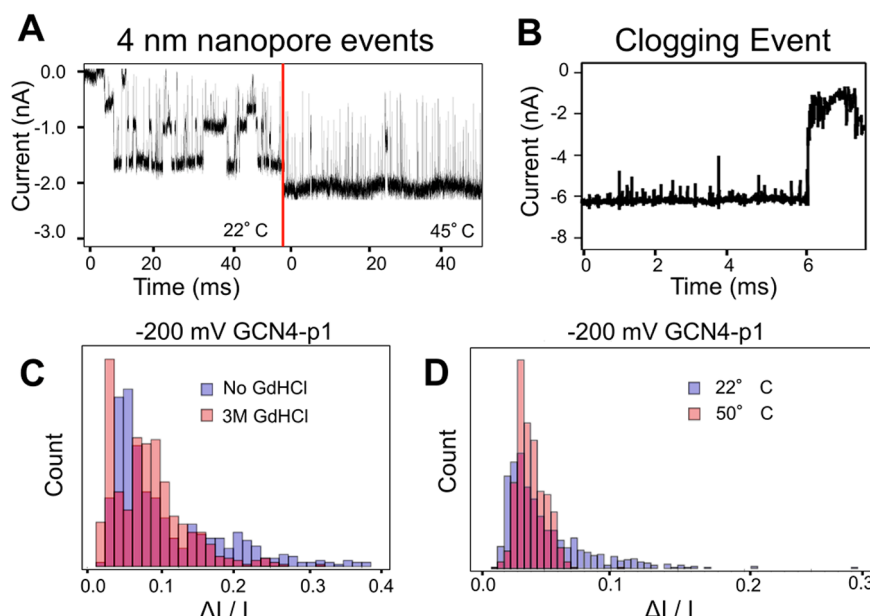 A
4 nm nanopore events
Current (nA)
0.0
-1.0
-2.0
-3.0
22° C
45° C
0
20
40
0
20
40
Time (ms)
B
Clogging Event
Current (nA)
0
-2
-4
-6
-8
0
2
4
6
Time (ms)
C
-200 mV GCN4-p1
No GdHCl
3M GdHCl
Count
0.0
0.1
0.2
0.3
0.4
D
-200 mV GCN4-p1
22° C
50° C
Count
0.0
0.1
0.2
0.3